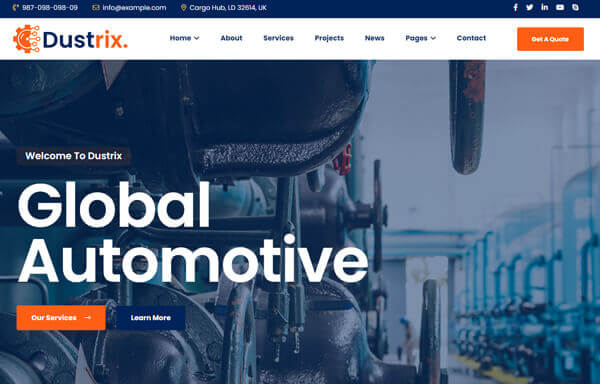 987-098-098-09 info@example.com Cargo Hub, LD 32614, UK
Dustrix. Home About Services Projects News Pages Contact Get A Quote
Welcome To Dustrix
Global
Automotive
Our Services → Learn More